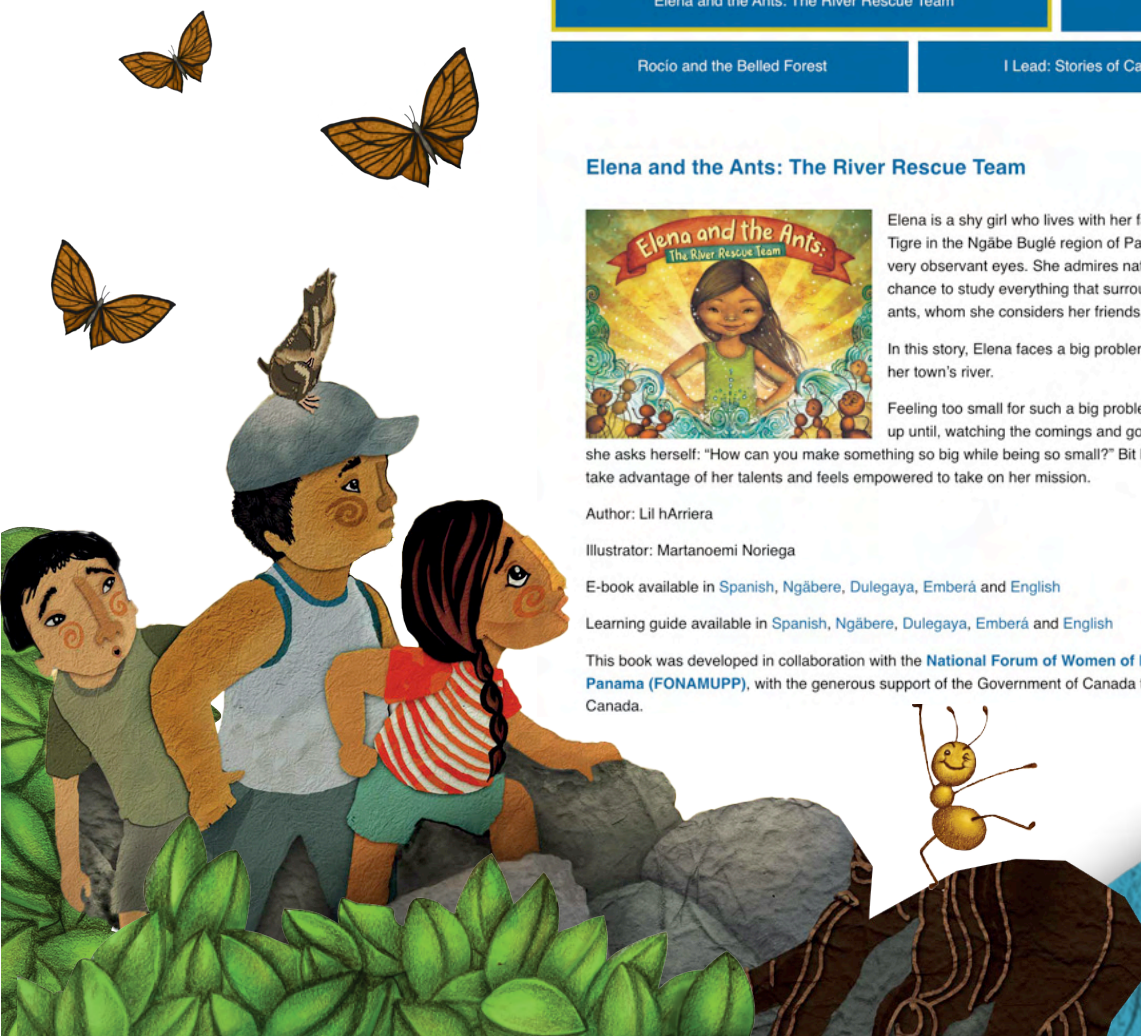 Elena and the Ants: The River Rescue Team
Rocío and the Belled Forest
I Lead: Stories of Ca
Elena and the Ants: The River Rescue Team
Elena and the Ants:
The River Rescue Team
Elena is a shy girl who lives with her f
Tigre in the Ngäbe Buglé region of Pa
very observant eyes. She admires nat
chance to study everything that surrou
ants, whom she considers her friends
In this story, Elena faces a big probler
her town's river.
Feeling too small for such a big proble
up until, watching the comings and go
she asks herself: “How can you make something so big while being so small?” Bit
take advantage of her talents and feels empowered to take on her mission.
Author: Lil hArriera
Illustrator: Martanoemi Noriega
E-book available in Spanish, Ngäbere, Dulegaya, Emberá and English
Learning guide available in Spanish, Ngäbere, Dulegaya, Emberá and English
This book was developed in collaboration with the National Forum of Women of
Panama (FONAMUPP), with the generous support of the Government of Canada
Canada.